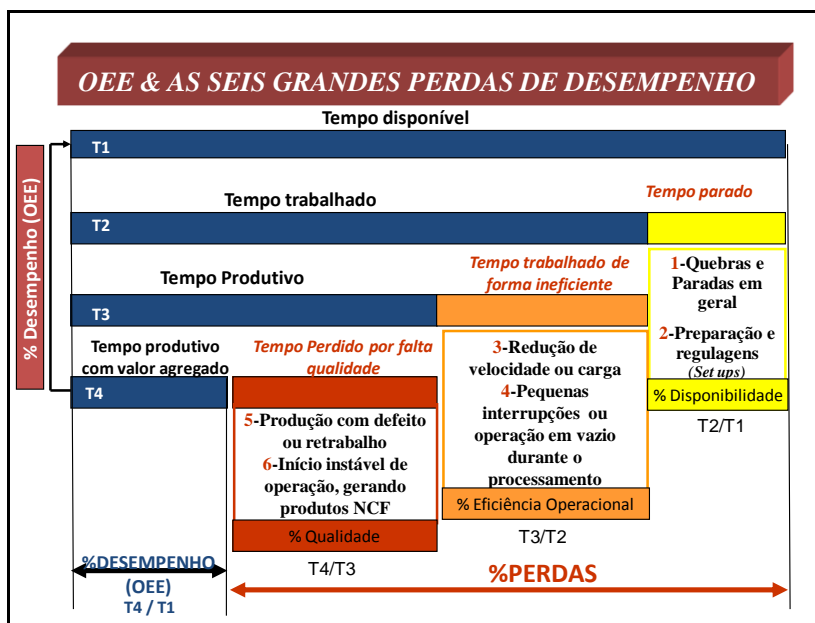 OEE & AS SEIS GRANDES PERDAS DE DESEMPENHO
% Desempenho (OEE)
Tempo disponível
T1
Tempo trabalhado
Tempo parado
T2
Tempo Produtivo
Tempo trabalhado de
forma ineficiente
T3
1-Quebras e
Paradas em
geral
2-Preparação e
regulagens
(Set ups)
% Disponibilidade
T2/T1
Tempo produtivo
com valor agregado
Tempo Perdido por falta
qualidade
T4
3-Redução de
velocidade ou carga
4-Pequenas
interrupções ou
operação em vazio
durante o
processamento
% Eficiência Operacional
T3/T2
5-Produção com defeito
ou retrabalho
6-Início instável de
operação, gerando
produtos NCF
% Qualidade
T4/T3
%DESEMPENHO
(OEE)
T4 / T1
%PERDAS